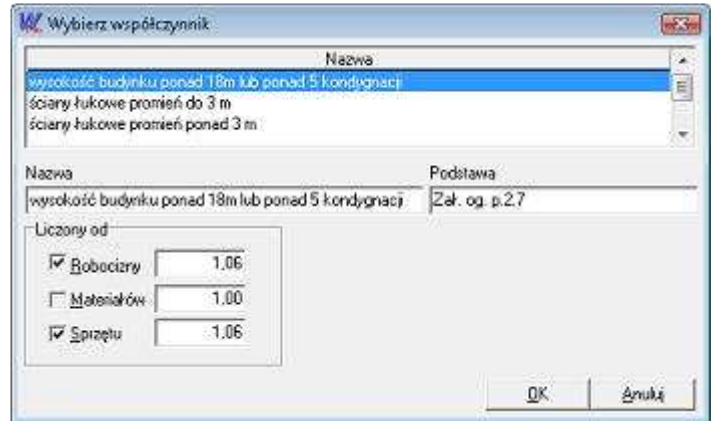 Wybierz współczynnik
Nazwa
wysokość budynku ponad 18m lub ponad 5 kondygnacji
ściany łukowe promień do 3 m
ściany łukowe promień ponad 3 m
Nazwa Podstawa
wysokość budynku ponad 18m lub ponad 5 kondygnacji Zał. og. p.2.7
Liczony od
Robocizny 1,06
Materiałów 1,00
Sprzętu 1,06
OK Anuluj